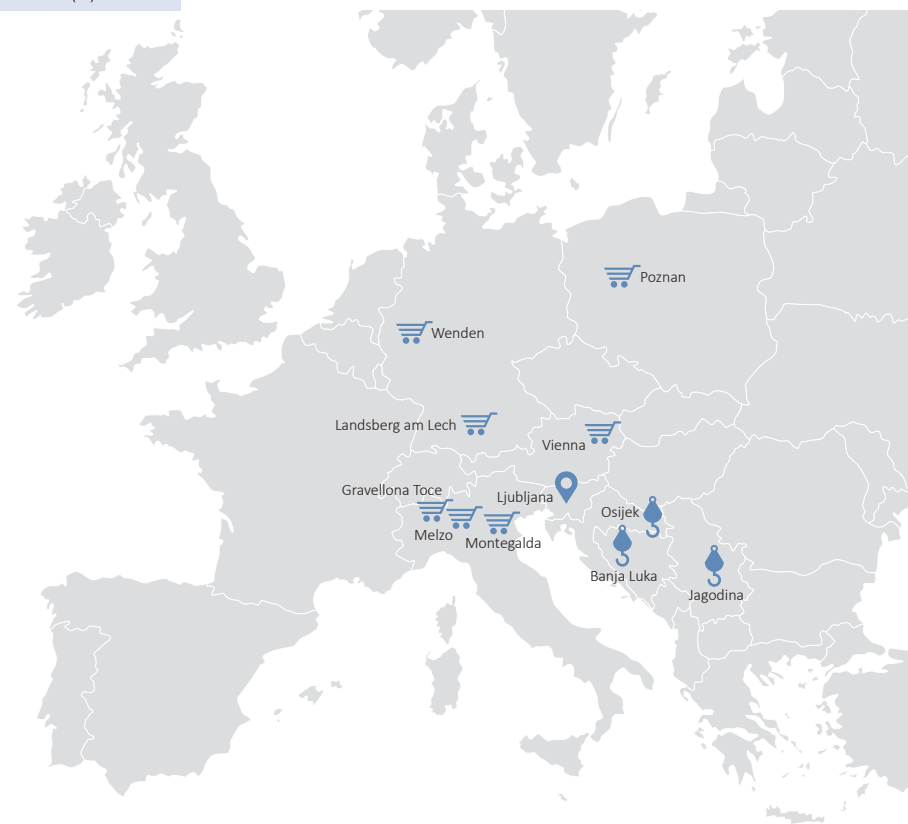 Poznan
Wenden
Landsberg am Lech
Vienna
Gravellona Toce
Ljubljana
Osijek
Melzo
Montegalda
Banja Luka
Jagodina